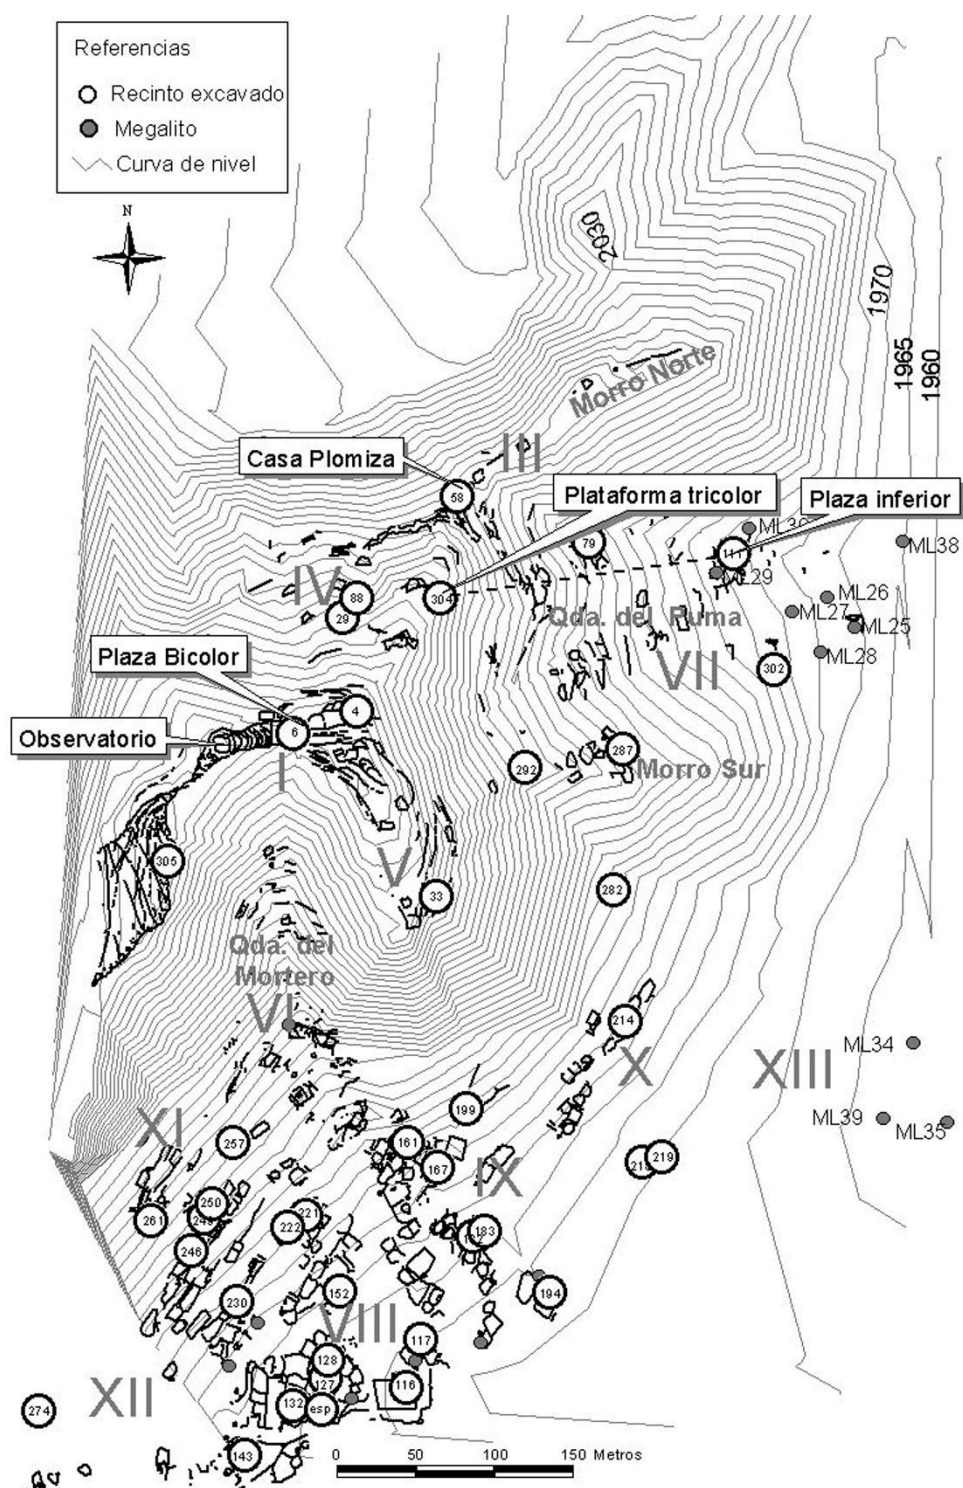 Referencias
Recinto excavado
Megalito
Curva de nivel
N
2030
1970
1965
1960
Morro Norte
III
Casa Plomiza
58
Plataforma tricolor
Plaza inferior
79
111
ML38
ML29
IV
88
304
29
ML26
ML27
ML25
Qda. del Puma
ML28
Plaza Bicolor
VII
302
4
6
Observatorio
I
287
292
Morro Sur
305
V
33
282
Qda. del
Mortero
VI
214
X
XIII
ML34
199
ML39
ML35
XI
257
161
167
IX
219
250
261
221
222
183
246
230
152
194
VIII
117
128
127
116
XII
274
132
esp
143
0 50 100 150 Metros